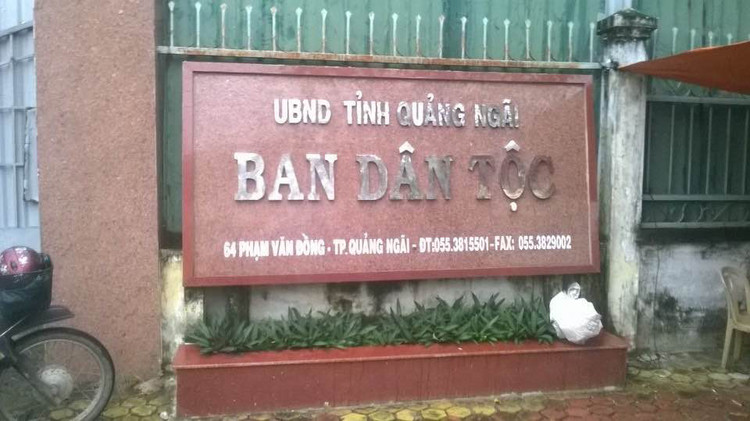 UBND TỈNH QUẢNG NGÃI
BAN DÂN TỘC
64 PHẠM VĂN ĐỒNG - TP.QUẢNG NGÃI - ĐT:055.3815501-FAX: 055.3829002